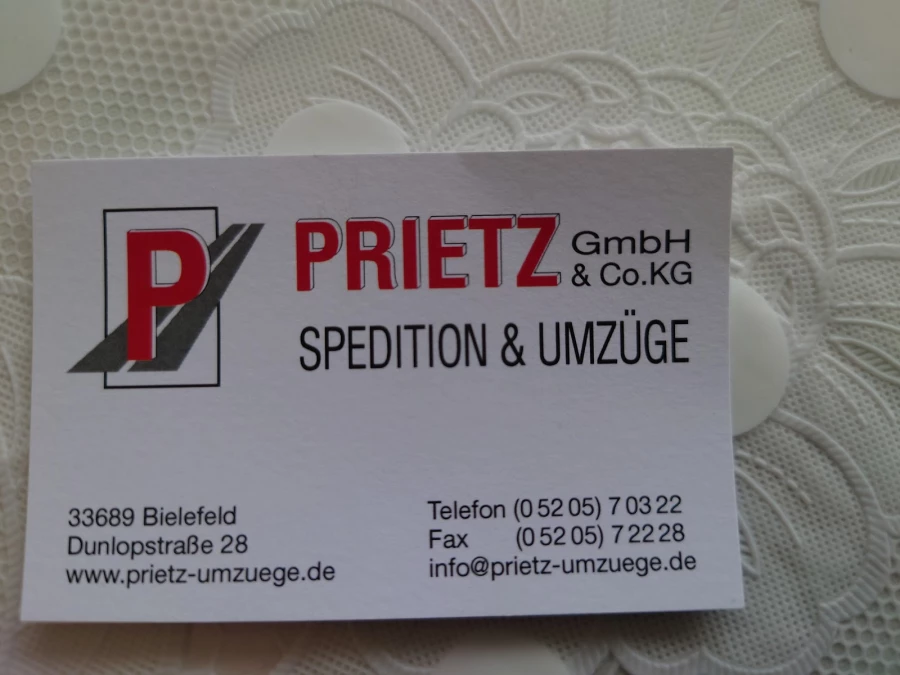 P
PRIETZ GmbH
& Co.KG
SPEDITION & UMZÜGE
33689 Bielefeld
Dunlopstraße 28
www.prietz-umzuege.de
Telefon (0 52 05) 7 03 22
Fax (0 52 05) 7 22 28
info@prietz-umzuege.de